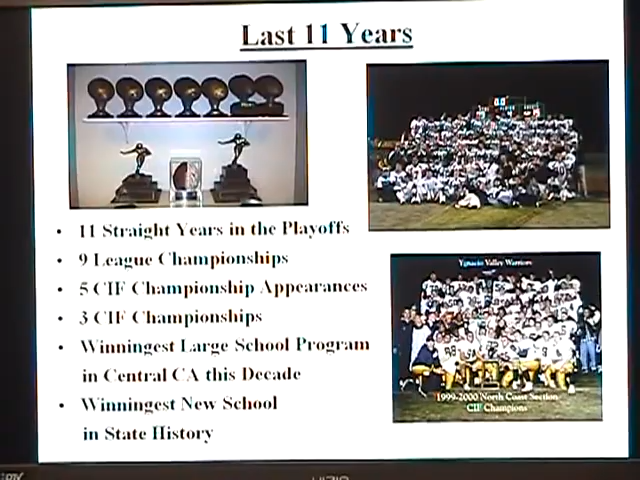 Last 11 Years
11 Straight Years in the Playoffs
9 League Championships
5 CIF Championship Appearances
3 CIF Championships
Winningest Large School Program
in Central CA this Decade
Winningest New School
in State History
Ygnacio Valley Warriors
1999-2000 North Coast Section
CIF Champions
VIZIO